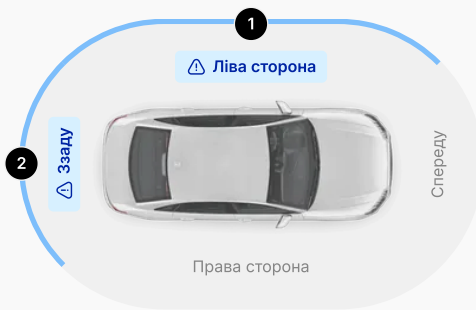 1
Ліва сторона
2
Ззаду
Спереду
Права сторона